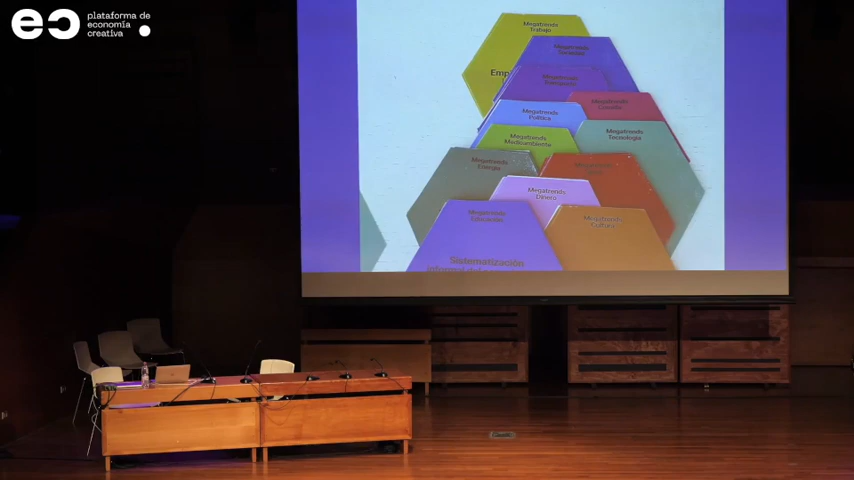 plataforma de
economía
creativa
Megatrends
Trabajo
Emp
Megatrends
Megatrends
Megatrends
Megatrends
Política
Megatrends
Tecnología
Megatrends
Medioambiente
Megatrends
Energía
Megatrends
Dinero
Megatrends
Educación
Megatrends
Cultura
Sistematización